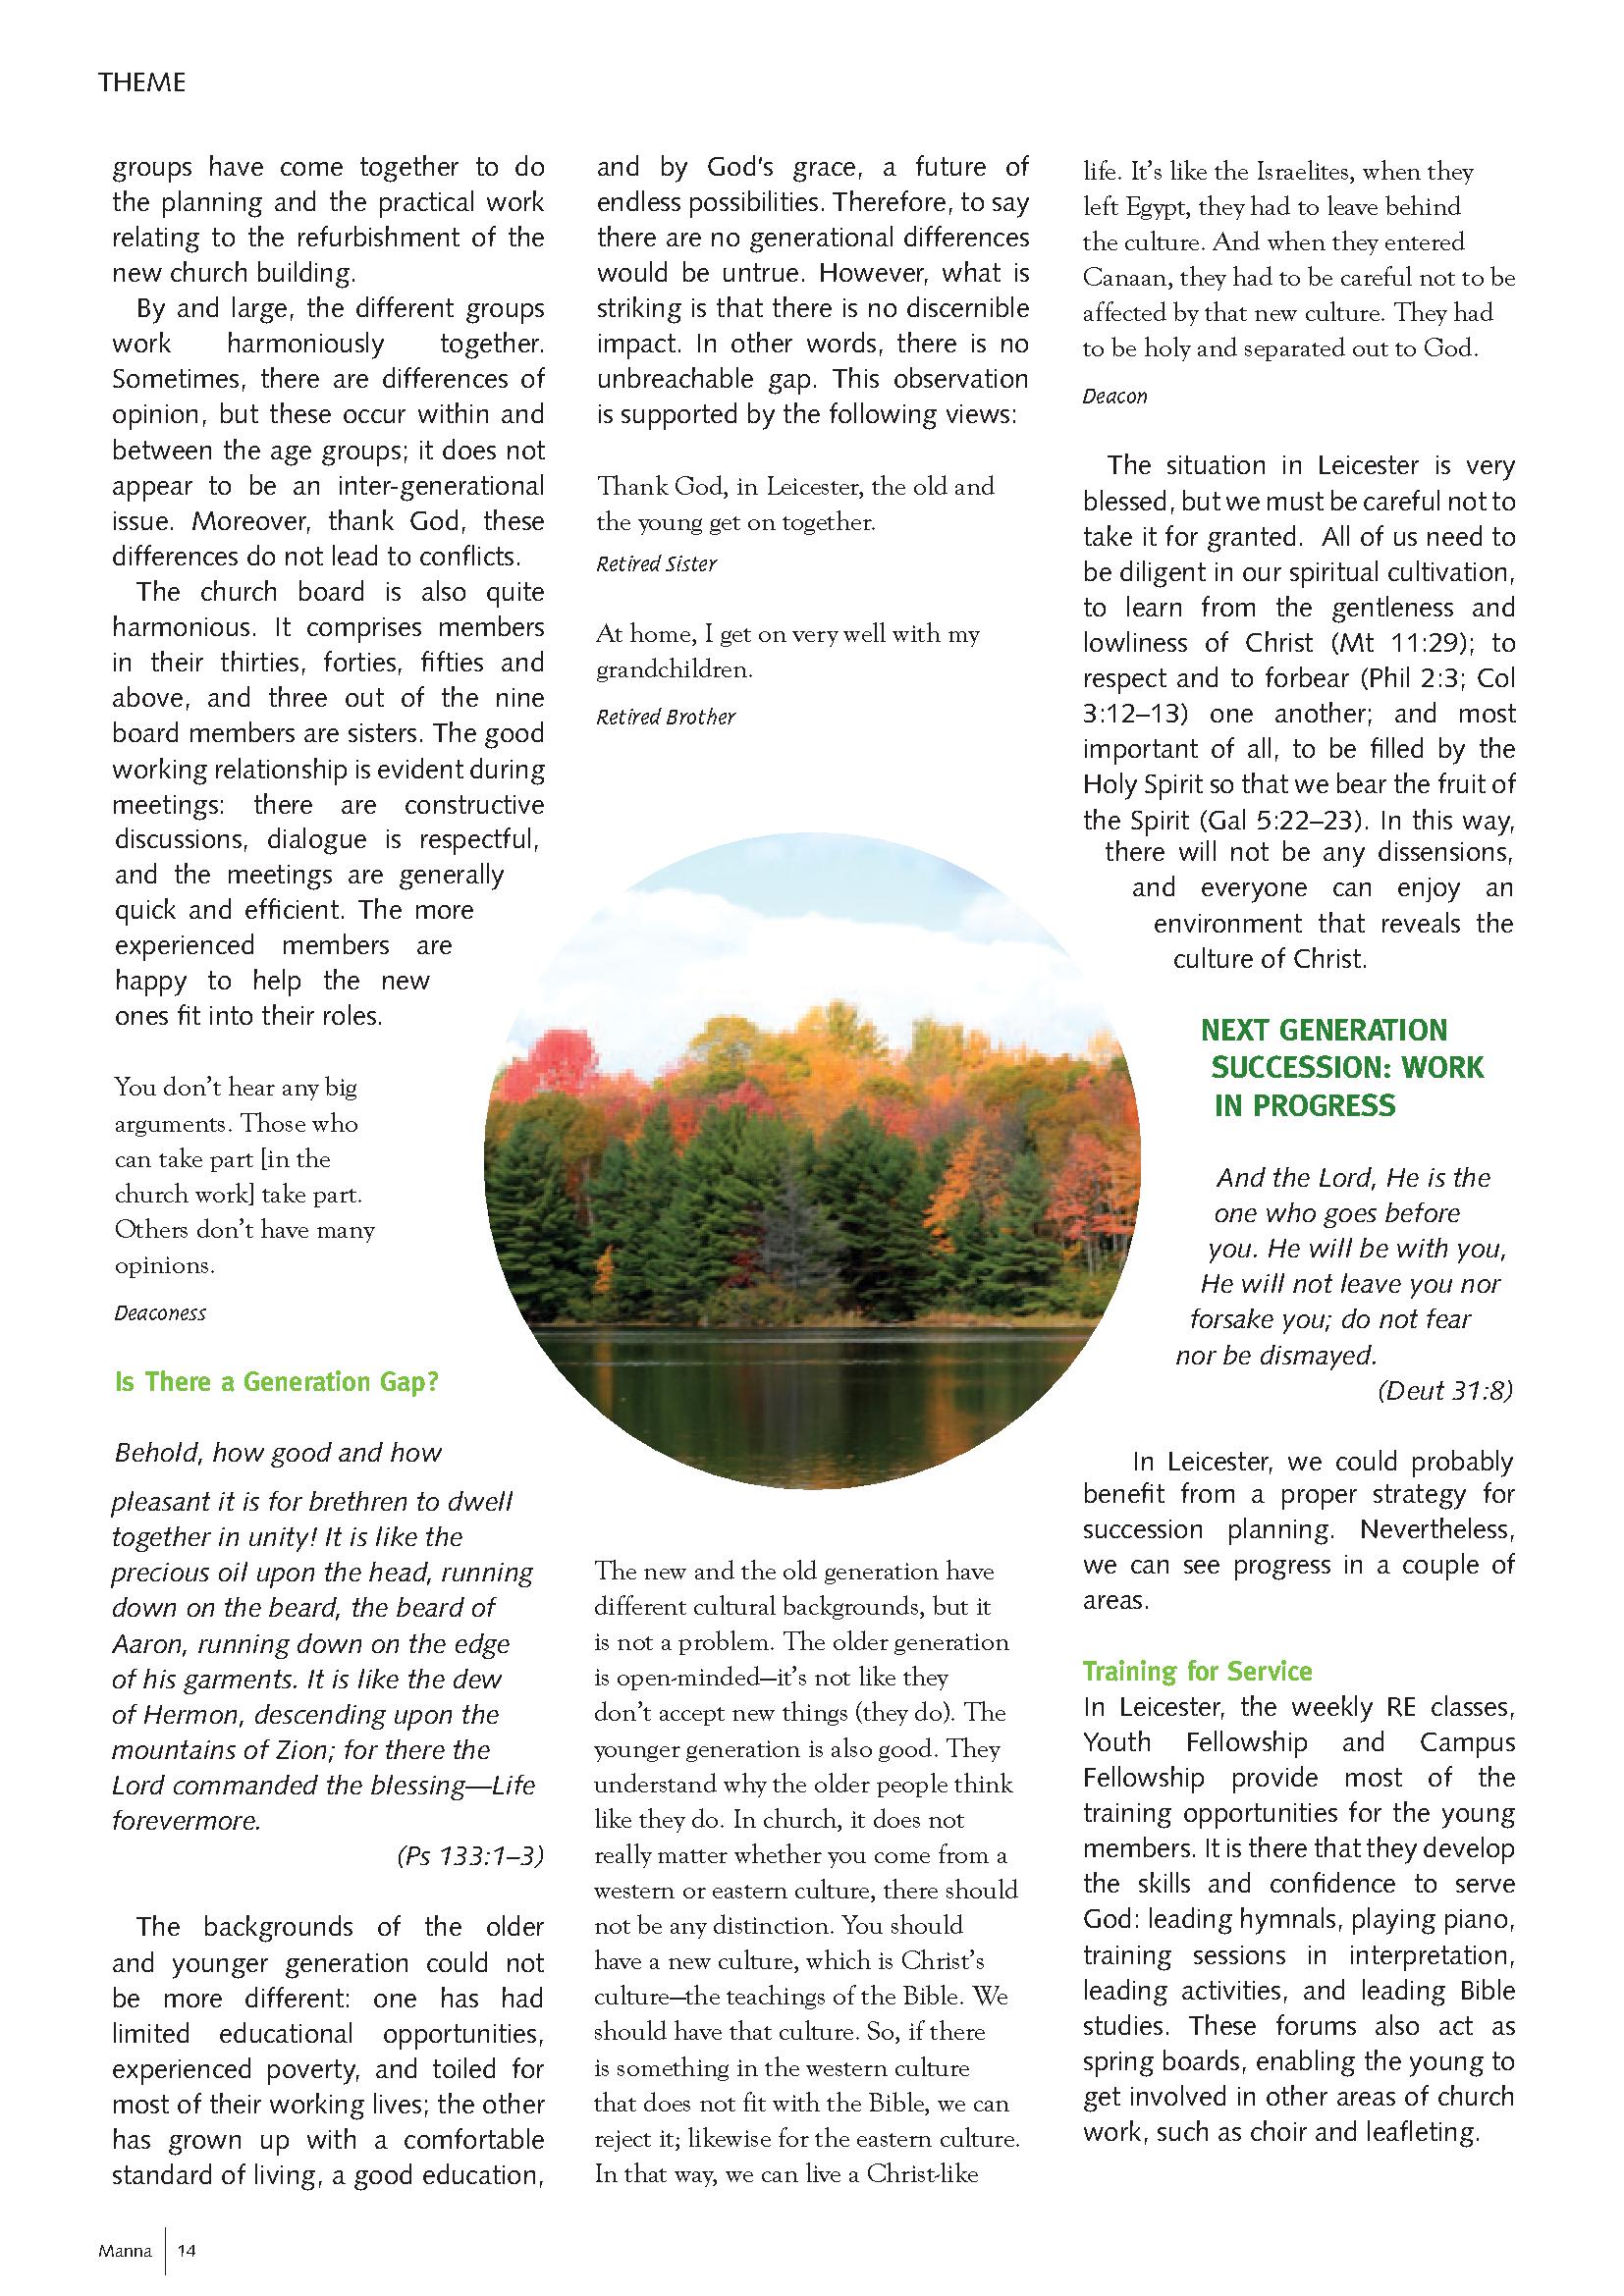 THEME
groups have come together to do
the planning and the practical work
relating to the refurbishment of the
new church building.
By and large, the different groups
work harmoniously together.
Sometimes, there are differences of
opinion, but these occur within and
between the age groups; it does not
appear to be an inter-generational
issue. Moreover, thank God, these
differences do not lead to conflicts.
The church board is also quite
harmonious. It comprises members
in their thirties, forties, fifties and
above, and three out of the nine
board members are sisters. The good
working relationship is evident during
meetings: there are constructive
discussions, dialogue is respectful,
and the meetings are generally
quick and efficient. The more
experienced members are
happy to help the new
ones fit into their roles.
You don't hear any big
arguments. Those who
can take part [in the
church work] take part.
Others don't have many
opinions.
Deaconess
Is There a Generation Gap?
Behold, how good and how
pleasant it is for brethren to dwell
together in unity! It is like the
precious oil upon the head, running
down on the beard, the beard of
Aaron, running down on the edge
of his garments. It is like the dew
of Hermon, descending upon the
mountains of Zion; for there the
Lord commanded the blessing—Life
forevermore.
(Ps 133:1–3)
The backgrounds of the older
and younger generation could not
be more different: one has had
limited educational opportunities,
experienced poverty, and toiled for
most of their working lives; the other
has grown up with a comfortable
standard of living, a good education,
and by God's grace, a future of
endless possibilities. Therefore, to say
there are no generational differences
would be untrue. However, what is
striking is that there is no discernible
impact. In other words, there is no
unbreachable gap. This observation
is supported by the following views:
Thank God, in Leicester, the old and
the young get on together.
Retired Sister
At home, I get on very well with my
grandchildren.
Retired Brother
The new and the old generation have
different cultural backgrounds, but it
is not a problem. The older generation
is open-minded—it's not like they
don't accept new things (they do). The
younger generation is also good. They
understand why the older people think
like they do. In church, it does not
really matter whether you come from a
western or eastern culture, there should
not be any distinction. You should
have a new culture, which is Christ's
culture—the teachings of the Bible. We
should have that culture. So, if there
is something in the western culture
that does not fit with the Bible, we can
reject it; likewise for the eastern culture.
In that way, we can live a Christ-like
life. It's like the Israelites, when they
left Egypt, they had to leave behind
the culture. And when they entered
Canaan, they had to be careful not to be
affected by that new culture. They had
to be holy and separated out to God.
Deacon
The situation in Leicester is very
blessed, but we must be careful not to
take it for granted. All of us need to
be diligent in our spiritual cultivation,
to learn from the gentleness and
lowliness of Christ (Mt 11:29); to
respect and to forbear (Phil 2:3; Col
3:12–13) one another; and most
important of all, to be filled by the
Holy Spirit so that we bear the fruit of
the Spirit (Gal 5:22–23). In this way,
there will not be any dissensions,
and everyone can enjoy an
environment that reveals the
culture of Christ.
NEXT GENERATION
SUCCESSION: WORK
IN PROGRESS
And the Lord, He is the
one who goes before
you. He will be with you,
He will not leave you nor
forsake you; do not fear
nor be dismayed.
(Deut 31:8)
In Leicester, we could probably
benefit from a proper strategy for
succession planning. Nevertheless,
we can see progress in a couple of
areas.
Training for Service
In Leicester, the weekly RE classes,
Youth Fellowship and Campus
Fellowship provide most of the
training opportunities for the young
members. It is there that they develop
the skills and confidence to serve
God: leading hymnals, playing piano,
training sessions in interpretation,
leading activities, and leading Bible
studies. These forums also act as
spring boards, enabling the young to
get involved in other areas of church
work, such as choir and leafleting.
Manna 14